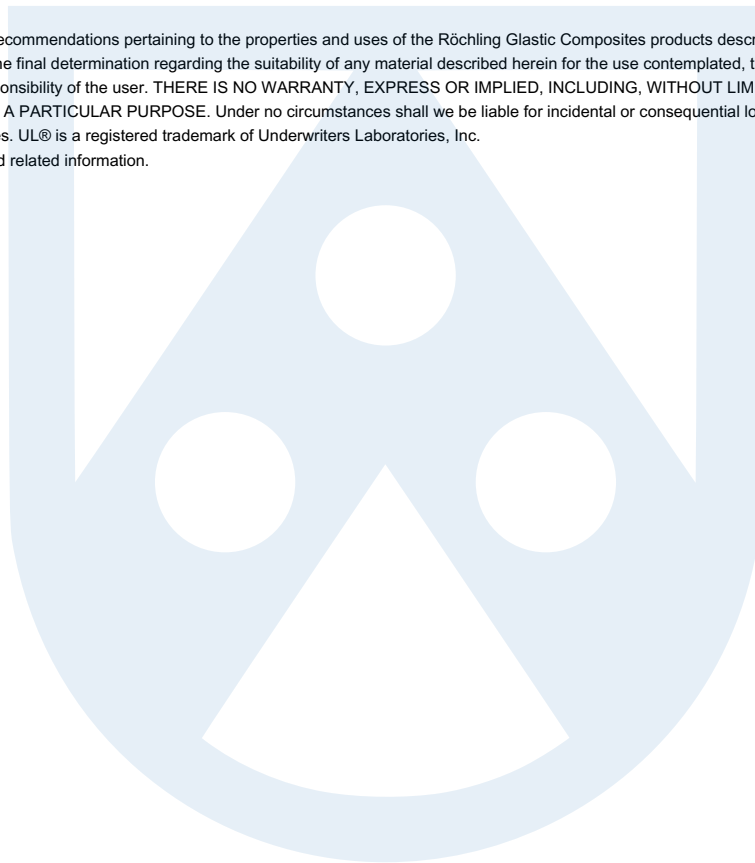 ecommendations pertaining to the properties and uses of the Röchling Glastic Composites products descr
he final determination regarding the suitability of any material described herein for the use contemplated, t
onsibility of the user. THERE IS NO WARRANTY, EXPRESS OR IMPLIED, INCLUDING, WITHOUT LIM
A PARTICULAR PURPOSE. Under no circumstances shall we be liable for incidental or consequential lo
es. UL® is a registered trademark of Underwriters Laboratories, Inc.
d related information.